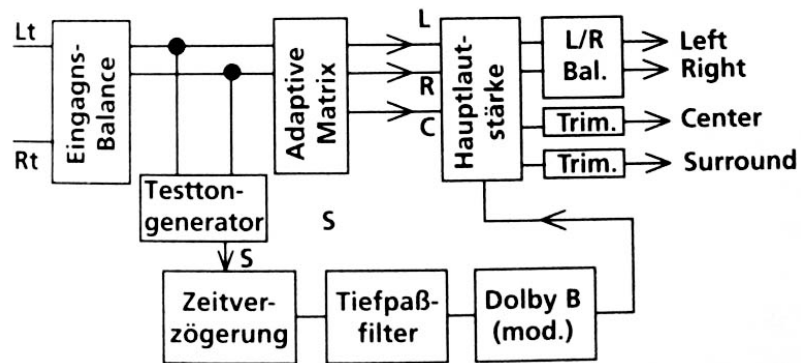 Lt
Rt
Eingagns-
Balance
Testton-
generator
S
Adaptive
Matrix
S
L
R
C
Hauptlaut-
stärke
L/R
Bal.
Trim.
Trim.
Left
Right
Center
Surround
Zeitver-
zögerung
Tiefpaß-
filter
Dolby B
(mod.)